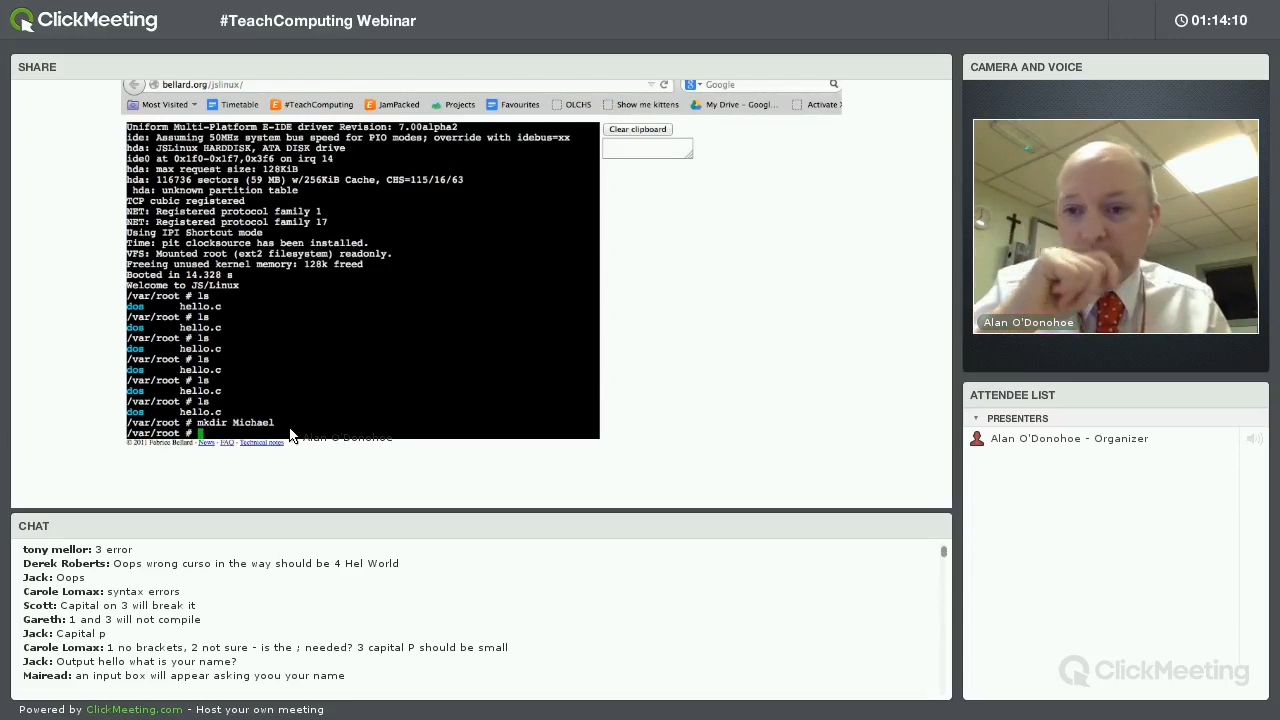 ClickMeeting
#TeachComputing Webinar
01:14:10
SHARE
bellard.org/jslinux/
Google
Most Visited
Timetable
#TeachComputing
JamPacked
Projects
Favourites
OLCHS
Show me kittens
My Drive - Googl...
Activate
Uniform Multi-Platform E-IDE driver Revision: 7.00alpha2
ide: Assuming 50MHz system bus speed for PIO modes; override with idebus=xx
hda: JSLinux HARDDISK, ATA DISK drive
ide0 at 0x1f0-0x1f7,0x3f6 on irq 14
hda: max request size: 128KiB
hda: 116736 sectors (59 MB) w/256KiB Cache, CHS=115/16/63
hda: unknown partition table
TCP cubic registered
NET: Registered protocol family 1
NET: Registered protocol family 17
Using IPI Shortcut mode
Time: pit clocksource has been installed.
VFS: Mounted root (ext2 filesystem) readonly.
Freeing unused kernel memory: 128k freed
Booted in 14.328 s
Welcome to JS/Linux
/var/root # ls
dos hello.c
/var/root # ls
dos hello.c
/var/root # ls
dos hello.c
/var/root # ls
dos hello.c
/var/root # ls
dos hello.c
/var/root # ls
dos hello.c
/var/root # mkdir Michael
/var/root #
Alan O'Donohoe
© 2011 Fabrice Bellard - News - FAQ - Technical notes
Clear clipboard
CAMERA AND VOICE
Alan O'Donohoe
ATTENDEE LIST
PRESENTERS
Alan O'Donohoe - Organizer
CHAT
tony mellor: 3 error
Derek Roberts: Oops wrong curso in the way should be 4 Hel World
Jack: Oops
Carole Lomax: syntax errors
Scott: Capital on 3 will break it
Gareth: 1 and 3 will not compile
Jack: Capital p
Carole Lomax: 1 no brackets, 2 not sure - is the ; needed? 3 capital P should be small
Jack: Output hello what is your name?
Mairead: an input box will appear asking yoou your name
ClickMeeting
Powered by ClickMeeting.com - Host your own meeting